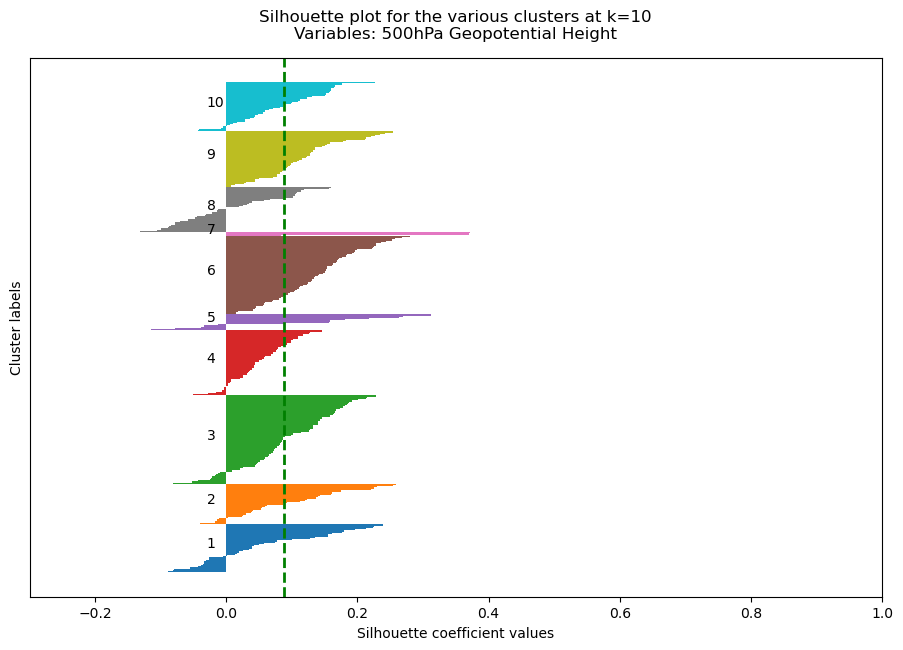 Silhouette plot for the various clusters at k=10
Variables: 500hPa Geopotential Height
10
9
8
7
6
5
4
3
2
1
Cluster labels
−0.2 0.0 0.2 0.4 0.6 0.8 1.0
Silhouette coefficient values